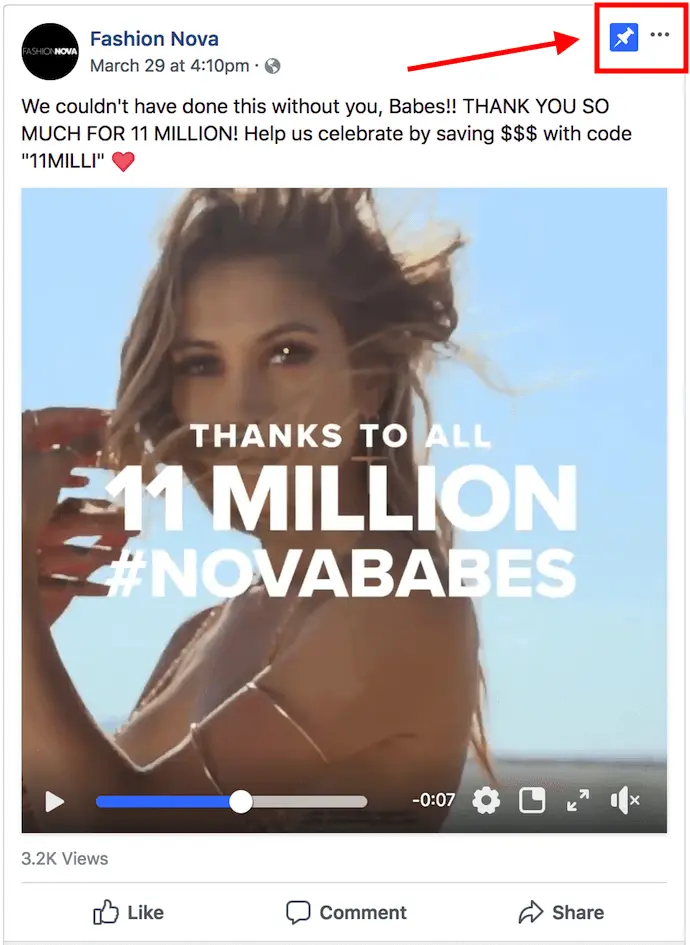 FASHIONNOVA
Fashion Nova
March 29 at 4:10pm ·
We couldn't have done this without you, Babes!! THANK YOU SO
MUCH FOR 11 MILLION! Help us celebrate by saving $$$ with code
"11MILLI" ❤️
THANKS TO ALL
11 MILLION
#NOVABABES
-0:07
3.2K Views
Like Comment Share